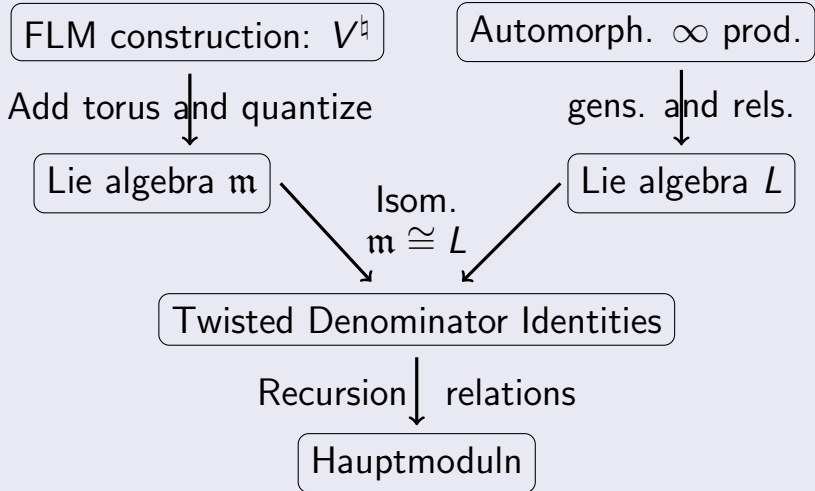 FLM construction: V♮
Automorph. ∞ prod.
Add torus and quantize
gens. and rels.
Lie algebra 𝔪
Lie algebra L
Isom.
𝔪 ≅ L
Twisted Denominator Identities
Recursion relations
Hauptmoduln